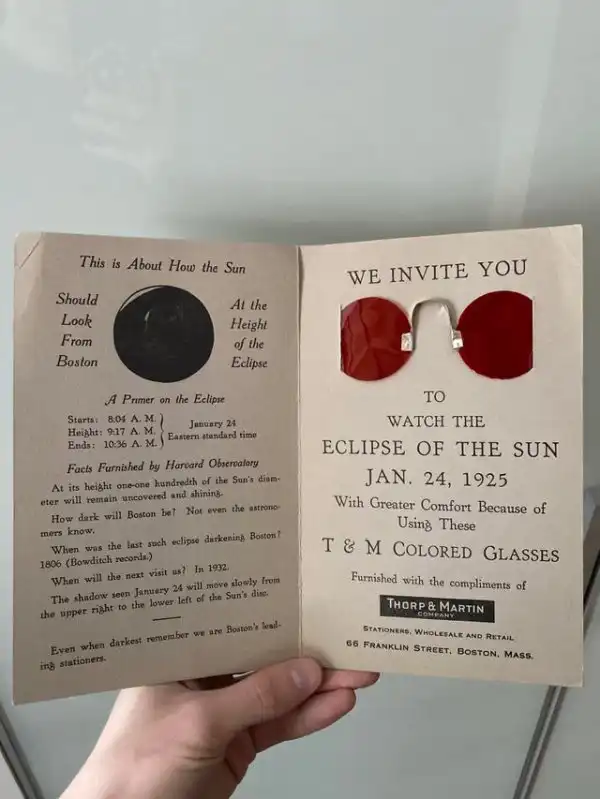 This is About How the Sun
Should
Look
From
Boston
At the
Height
of the
Eclipse
A Primer on the Eclipse
Starts: 8:04 A. M.
Height: 9:17 A. M.
Ends: 10:36 A. M.
January 24
Eastern standard time
Facts Furnished by Harvard Observatory
At its height one-one hundredth of the Sun's diam-
eter will remain uncovered and shining.
How dark will Boston be? Not even the astrono-
mers know.
When was the last such eclipse darkening Boston?
1806 (Bowditch records.)
When will the next visit us? In 1932.
The shadow seen January 24 will move slowly from
the upper right to the lower left of the Sun's disc.
Even when darkest remember we are Boston's lead-
ing stationers.
WE INVITE YOU
TO
WATCH THE
ECLIPSE OF THE SUN
JAN. 24, 1925
With Greater Comfort Because of
Using These
T & M COLORED GLASSES
Furnished with the compliments of
THORP & MARTIN
COMPANY
STATIONERS, WHOLESALE AND RETAIL
66 FRANKLIN STREET, BOSTON, MASS.